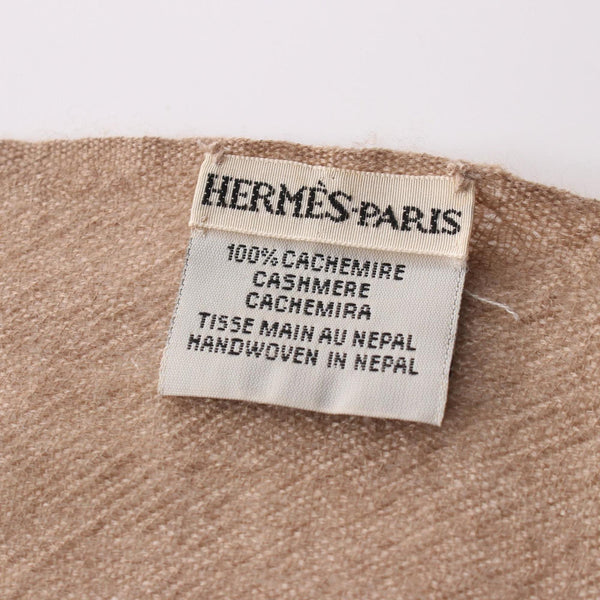 HERMÈS-PARIS
100% CACHEMIRE
CASHMERE
CACHEMIRA
TISSE MAIN AU NEPAL
HANDWOVEN IN NEPAL